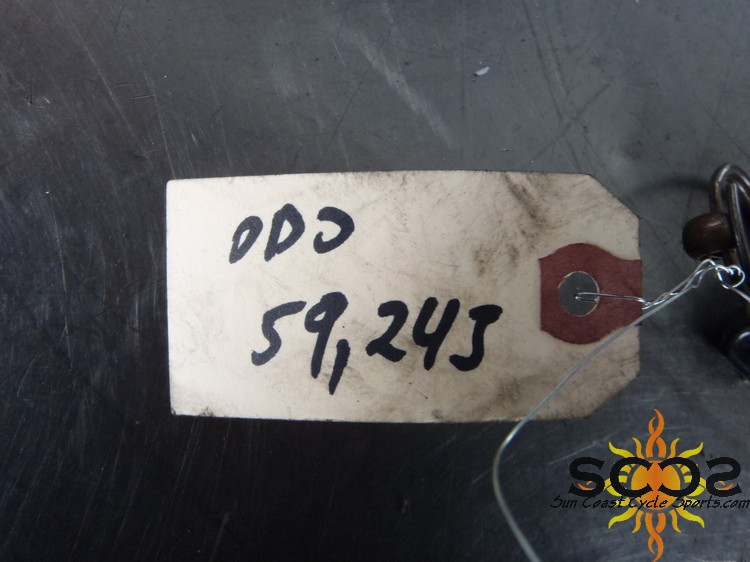 ODO
59,243
SCCS
Sun Coast Cycle Sports.com